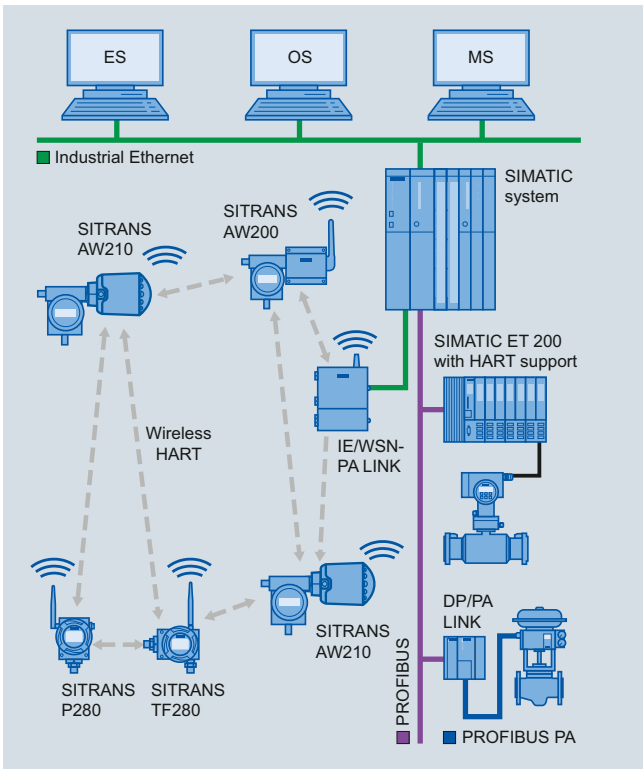 ES
OS
MS
Industrial Ethernet
SIMATIC
system
SITRANS
AW210
SITRANS
AW200
SIMATIC ET 200
with HART support
Wireless
HART
IE/WSN-
PA LINK
SITRANS
P280
SITRANS
TF280
SITRANS
AW210
DP/PA
LINK
PROFIBUS
PROFIBUS PA